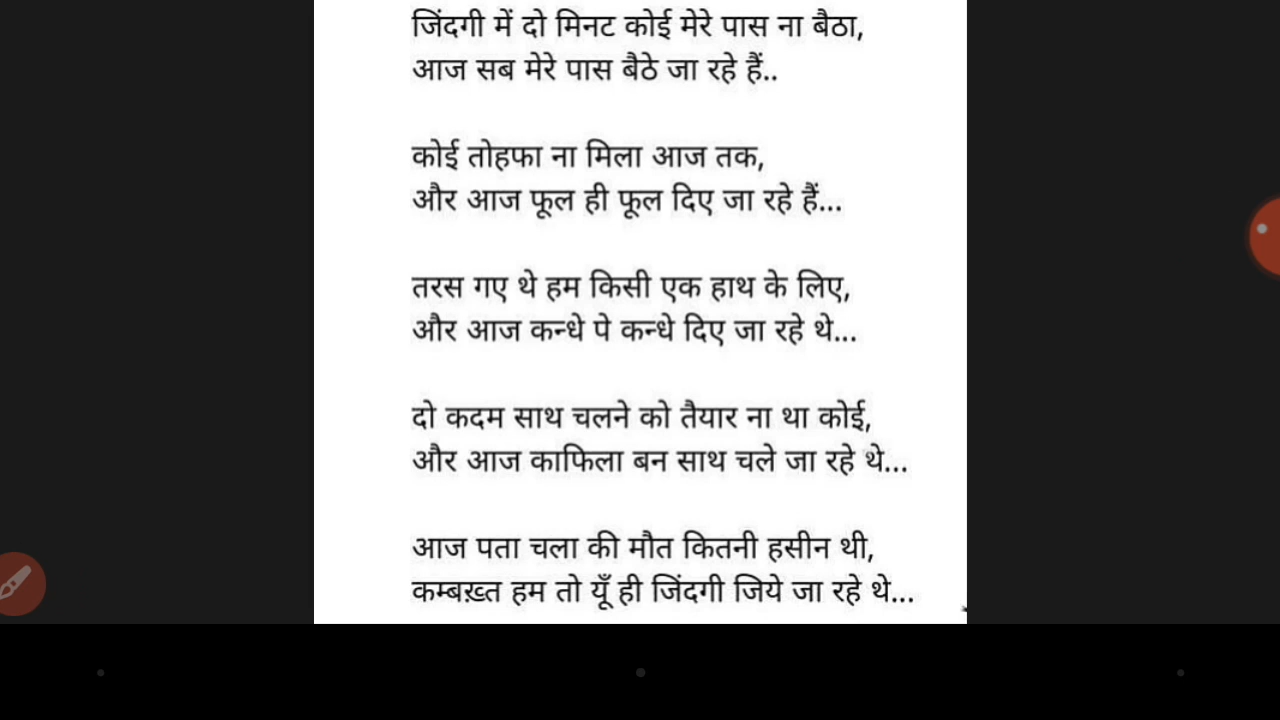 जिंदगी में दो मिनट कोई मेरे पास ना बैठा,
आज सब मेरे पास बैठे जा रहे हैं..
कोई तोहफा ना मिला आज तक,
और आज फूल ही फूल दिए जा रहे हैं...
तरस गए थे हम किसी एक हाथ के लिए,
और आज कन्धे पे कन्धे दिए जा रहे थे...
दो कदम साथ चलने को तैयार ना था कोई,
और आज काफिला बन साथ चले जा रहे थे...
आज पता चला की मौत कितनी हसीन थी,
कम्बख़्त हम तो यूँ ही जिंदगी जिये जा रहे थे...